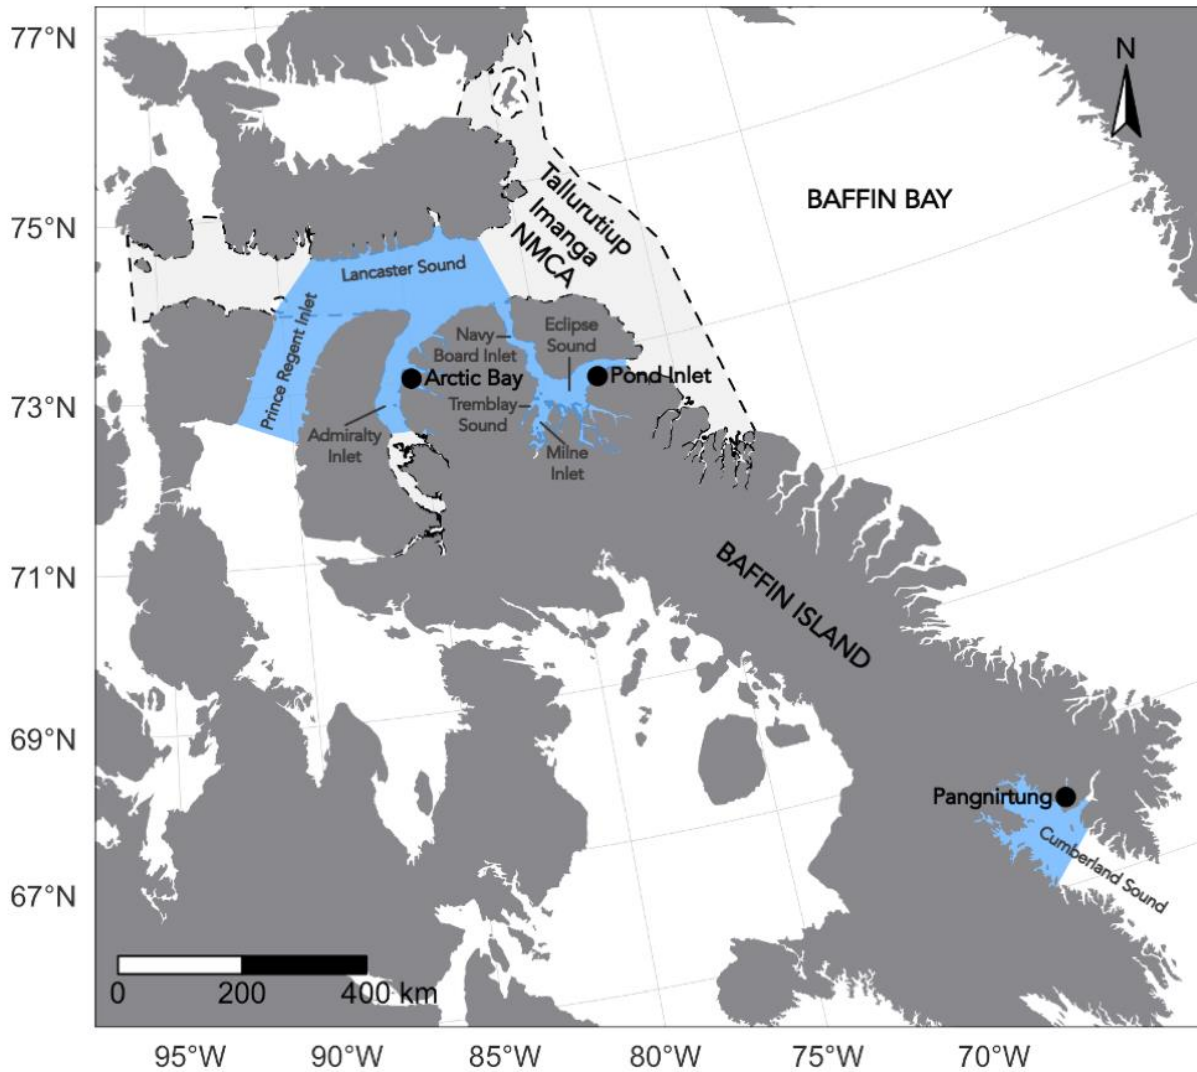 77°N
75°N
73°N
71°N
69°N
67°N
N
BAFFIN BAY
Tallurutiup
Imanga
NMCA
Lancaster Sound
Prince Regent Inlet
Navy
Board Inlet
Eclipse
Sound
Arctic Bay
Pond Inlet
Admiralty
Inlet
Tremblay
Sound
Milne
Inlet
BAFFIN ISLAND
Pangnirtung
Cumberland Sound
0 200 400 km
95°W 90°W 85°W 80°W 75°W 70°W